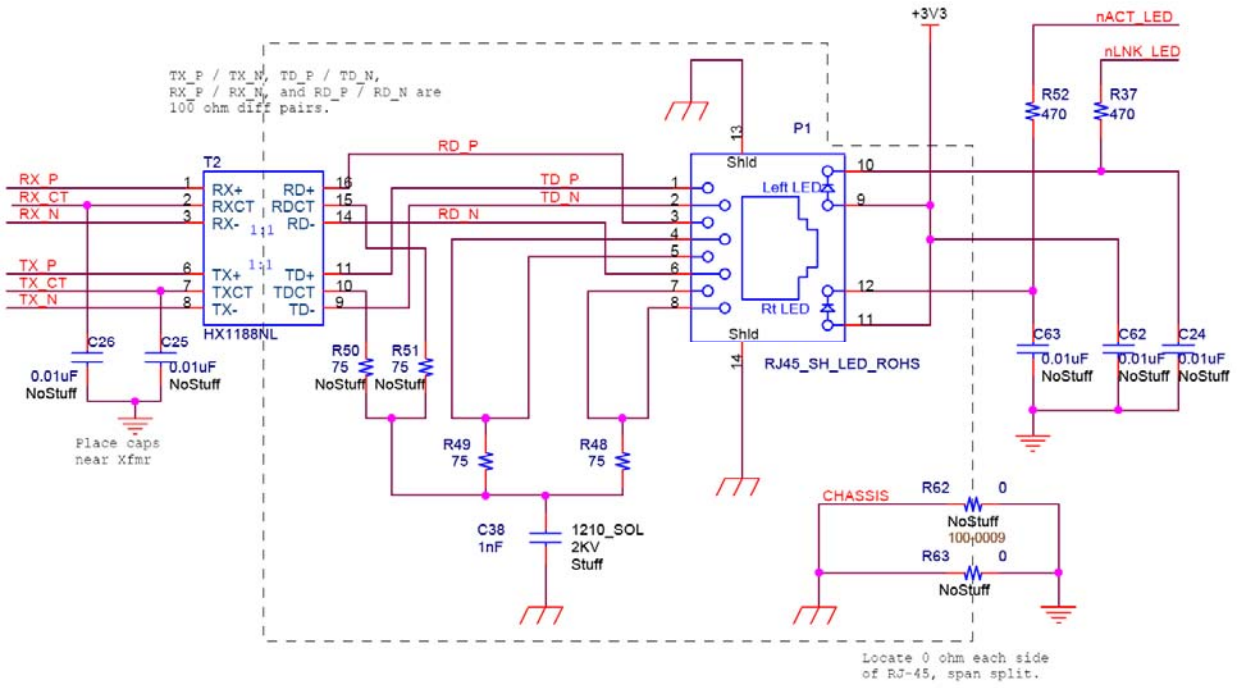 +3V3
nACT_LED
nLNK_LED
TX_P / TX_N, TD_P / TD_N,
RX_P / RX_N, and RD_P / RD_N are
100 ohm diff pairs.
R52
470
R37
470
P1
13
Shld
T2
HX1188NL
RX_P
RX_CT
RX_N
TX_P
TX_CT
TX_N
1
2
3
6
7
8
RX+
RXCT
RX-
TX+
TXCT
TX-
1:1
1:1
RD+
RDCT
RD-
TD+
TDCT
TD-
16
15
14
11
10
9
RD_P
TD_P
TD_N
RD_N
1
2
3
4
5
6
7
8
Left LED
Rt LED
10
9
12
11
Shld
14
RJ45_SH_LED_ROHS
C26
0.01uF
NoStuff
C25
0.01uF
NoStuff
Place caps
near Xfmr
R50
75
NoStuff
R51
75
NoStuff
R49
75
R48
75
C38
1nF
1210_SOL
2KV
Stuff
C63
0.01uF
NoStuff
C62
0.01uF
NoStuff
C24
0.01uF
NoStuff
CHASSIS
R62
0
NoStuff
100-0009
R63
0
NoStuff
Locate 0 ohm each side
of RJ-45, span split.